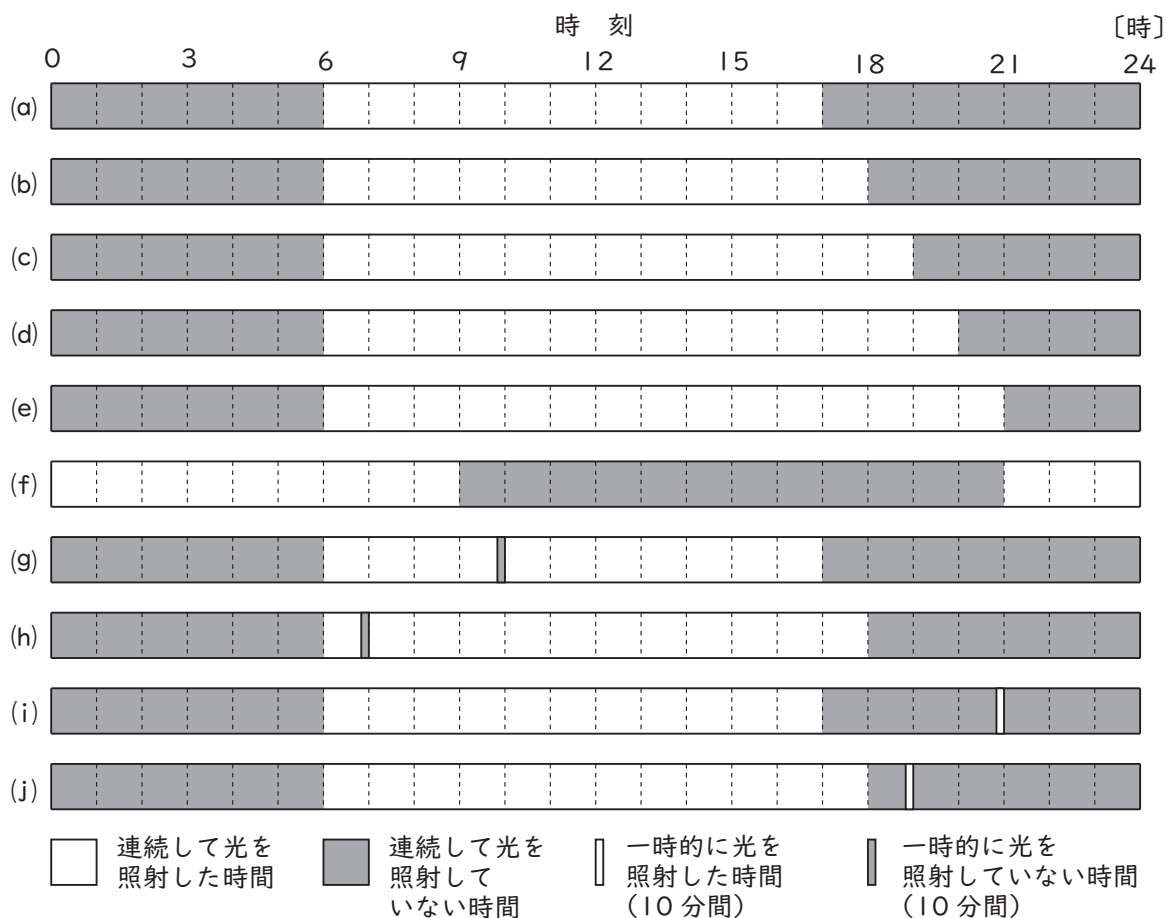 時 刻 〔時〕
0 3 6 9 12 15 18 21 24
(a)
(b)
(c)
(d)
(e)
(f)
(g)
(h)
(i)
(j)
連続して光を
照射した時間
連続して光を
照射して
いない時間
一時的に光を
照射した時間
(10分間)
一時的に光を
照射していない時間
(10分間)